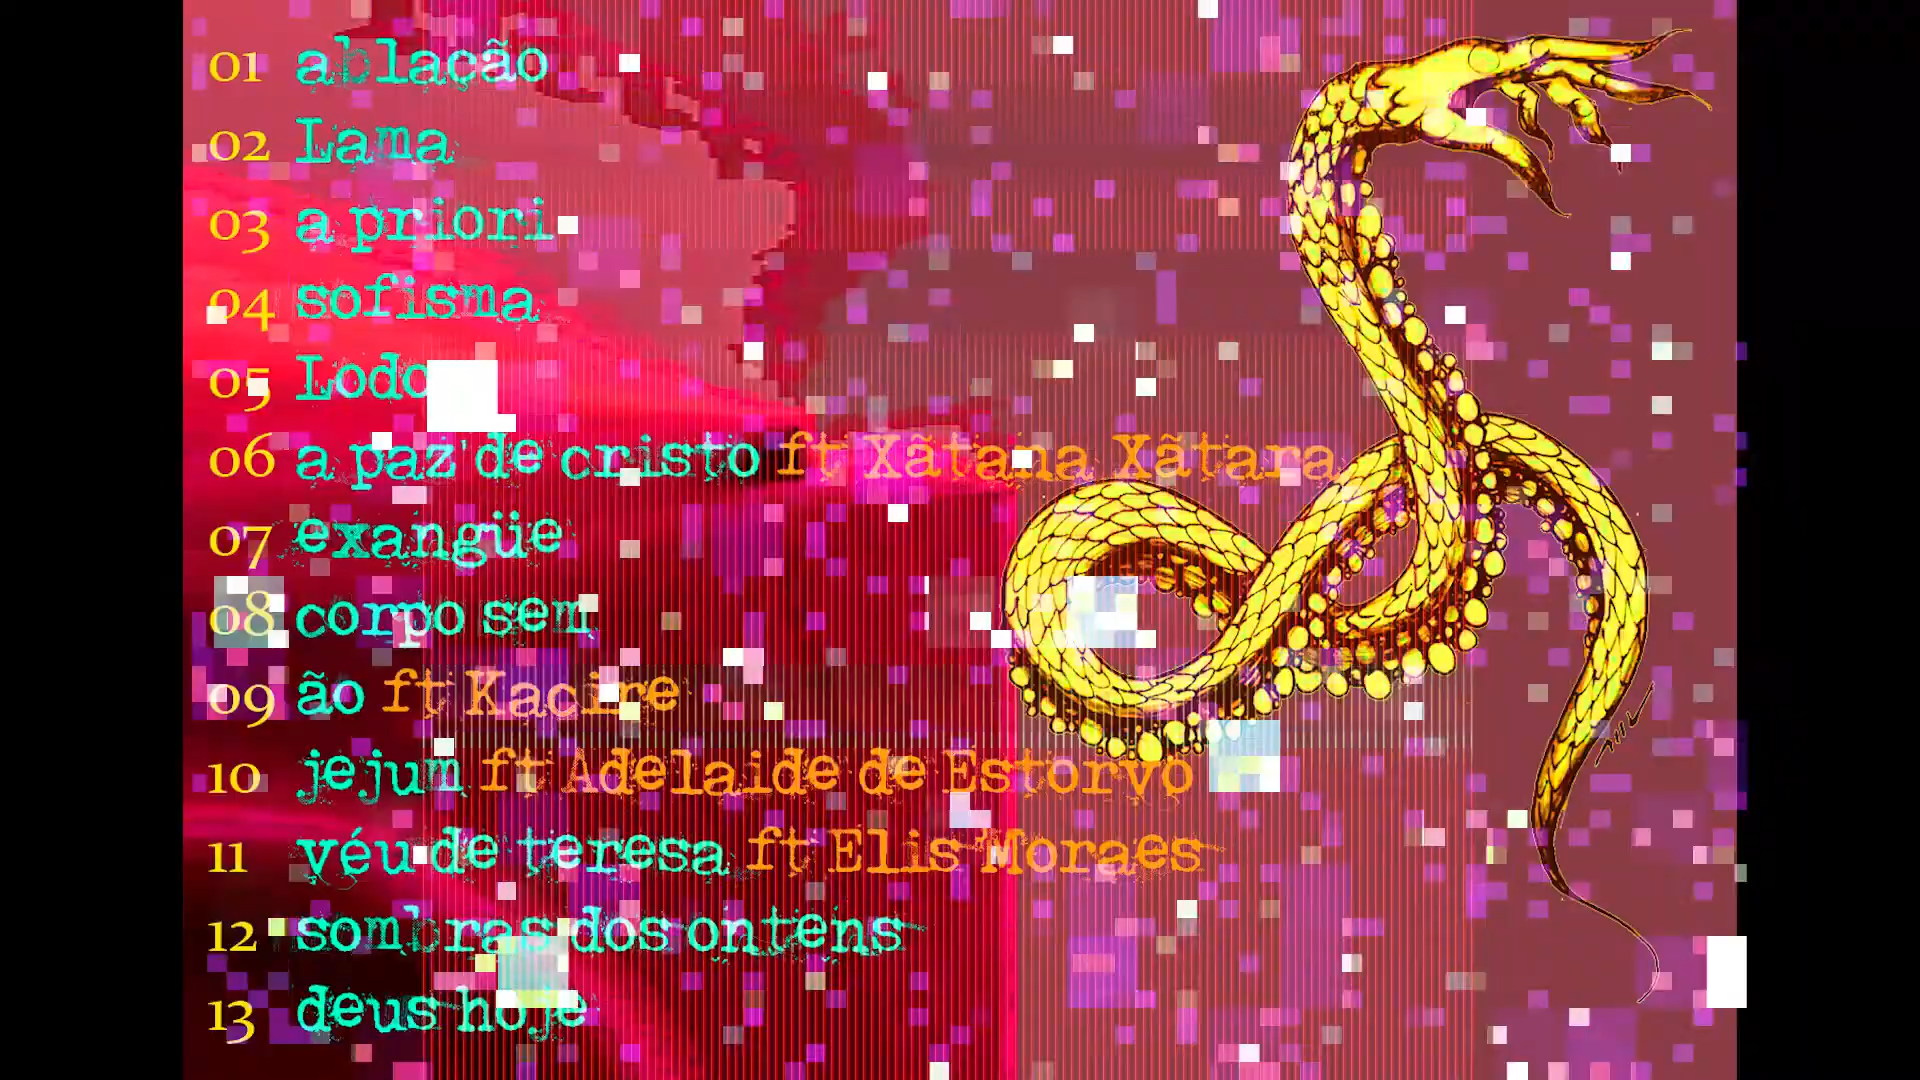 01 ablação
02 Lama
03 a priori
04 sofisma
05 Lodo
06 a paz de cristo ft Xãtana Xãtara
07 exangüe
08 corpo sem
09 ão ft Kacire
10 jejum ft Adelaide de Estorvo
11 véu de teresa ft Elis Moraes
12 sombras dos ontens
13 deus hoje